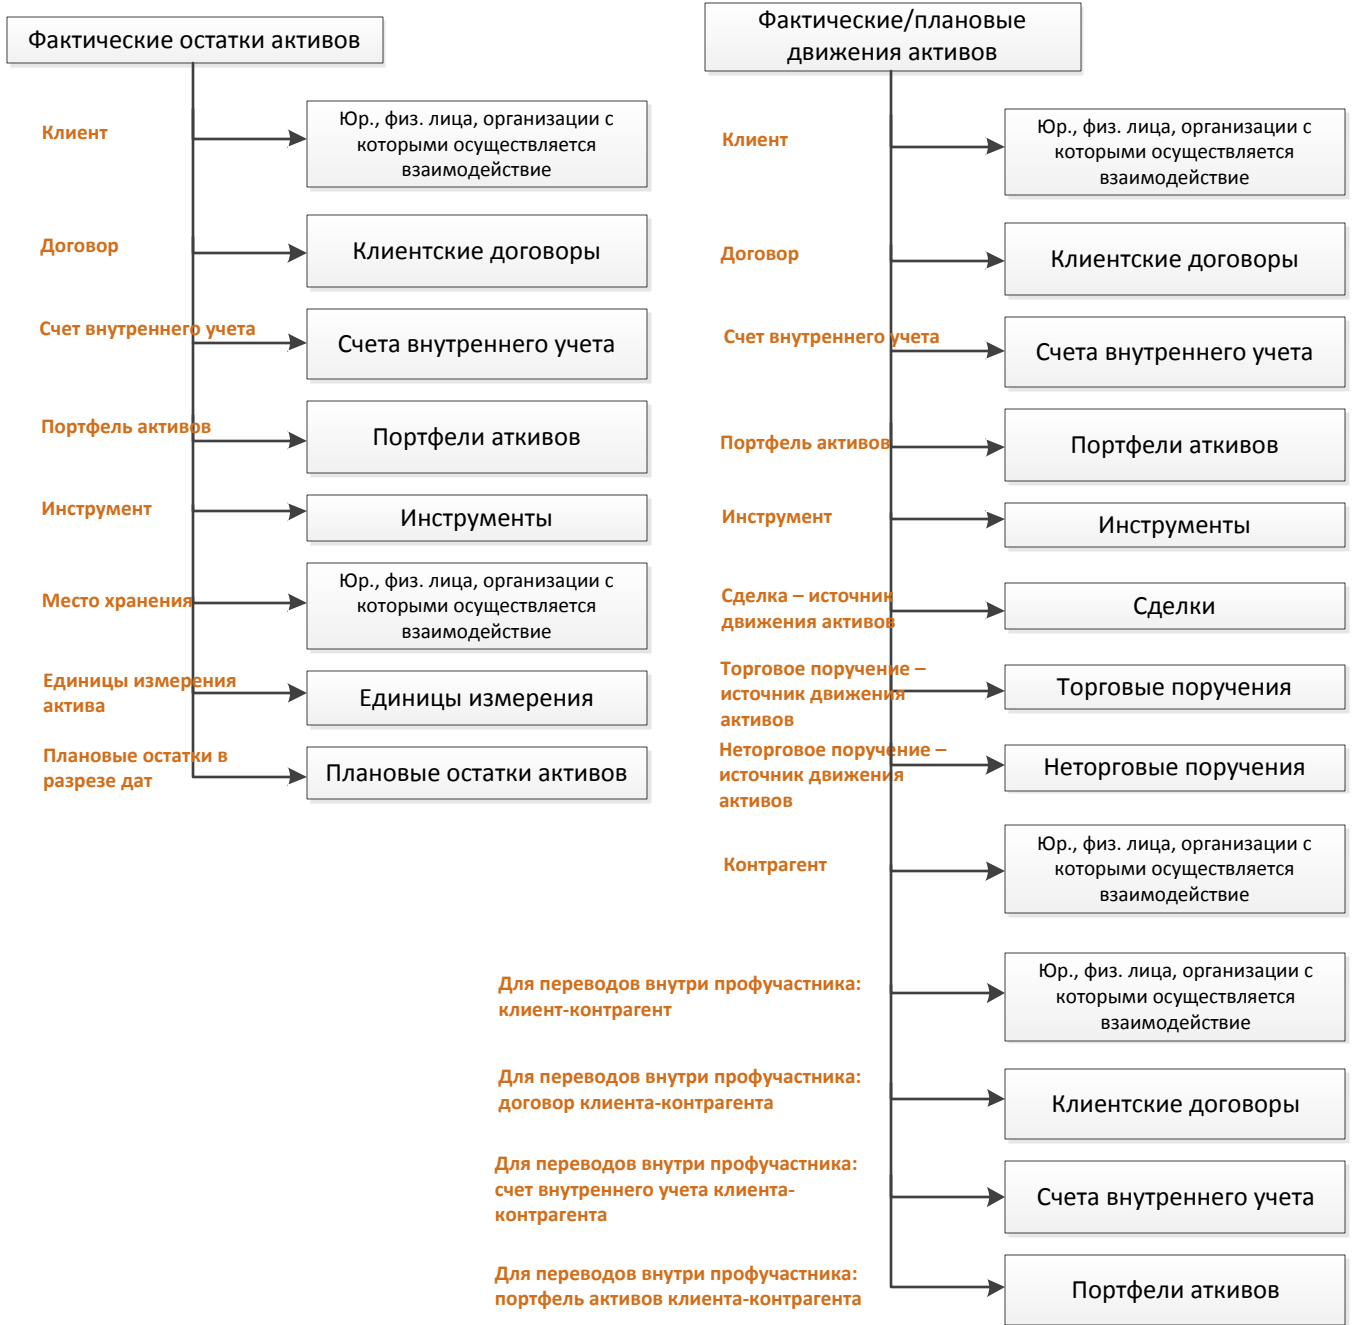 Фактические остатки активов
Клиент
Юр., физ. лица, организации с
которыми осуществляется
взаимодействие
Договор
Клиентские договоры
Счет внутреннего учета
Счета внутреннего учета
Портфель активов
Портфели аткивов
Инструмент
Инструменты
Место хранения
Юр., физ. лица, организации с
которыми осуществляется
взаимодействие
Единицы измерения
актива
Единицы измерения
Плановые остатки в
разрезе дат
Плановые остатки активов
Фактические/плановые
движения активов
Клиент
Юр., физ. лица, организации с
которыми осуществляется
взаимодействие
Договор
Клиентские договоры
Счет внутреннего учета
Счета внутреннего учета
Портфель активов
Портфели аткивов
Инструмент
Инструменты
Сделка – источник
движения активов
Сделки
Торговое поручение –
источник движения
активов
Торговые поручения
Неторговое поручение –
источник движения
активов
Неторговые поручения
Контрагент
Юр., физ. лица, организации с
которыми осуществляется
взаимодействие
Для переводов внутри профучастника:
клиент-контрагент
Юр., физ. лица, организации с
которыми осуществляется
взаимодействие
Для переводов внутри профучастника:
договор клиента-контрагента
Клиентские договоры
Для переводов внутри профучастника:
счет внутреннего учета клиента-
контрагента
Счета внутреннего учета
Для переводов внутри профучастника:
портфель активов клиента-контрагента
Портфели аткивов